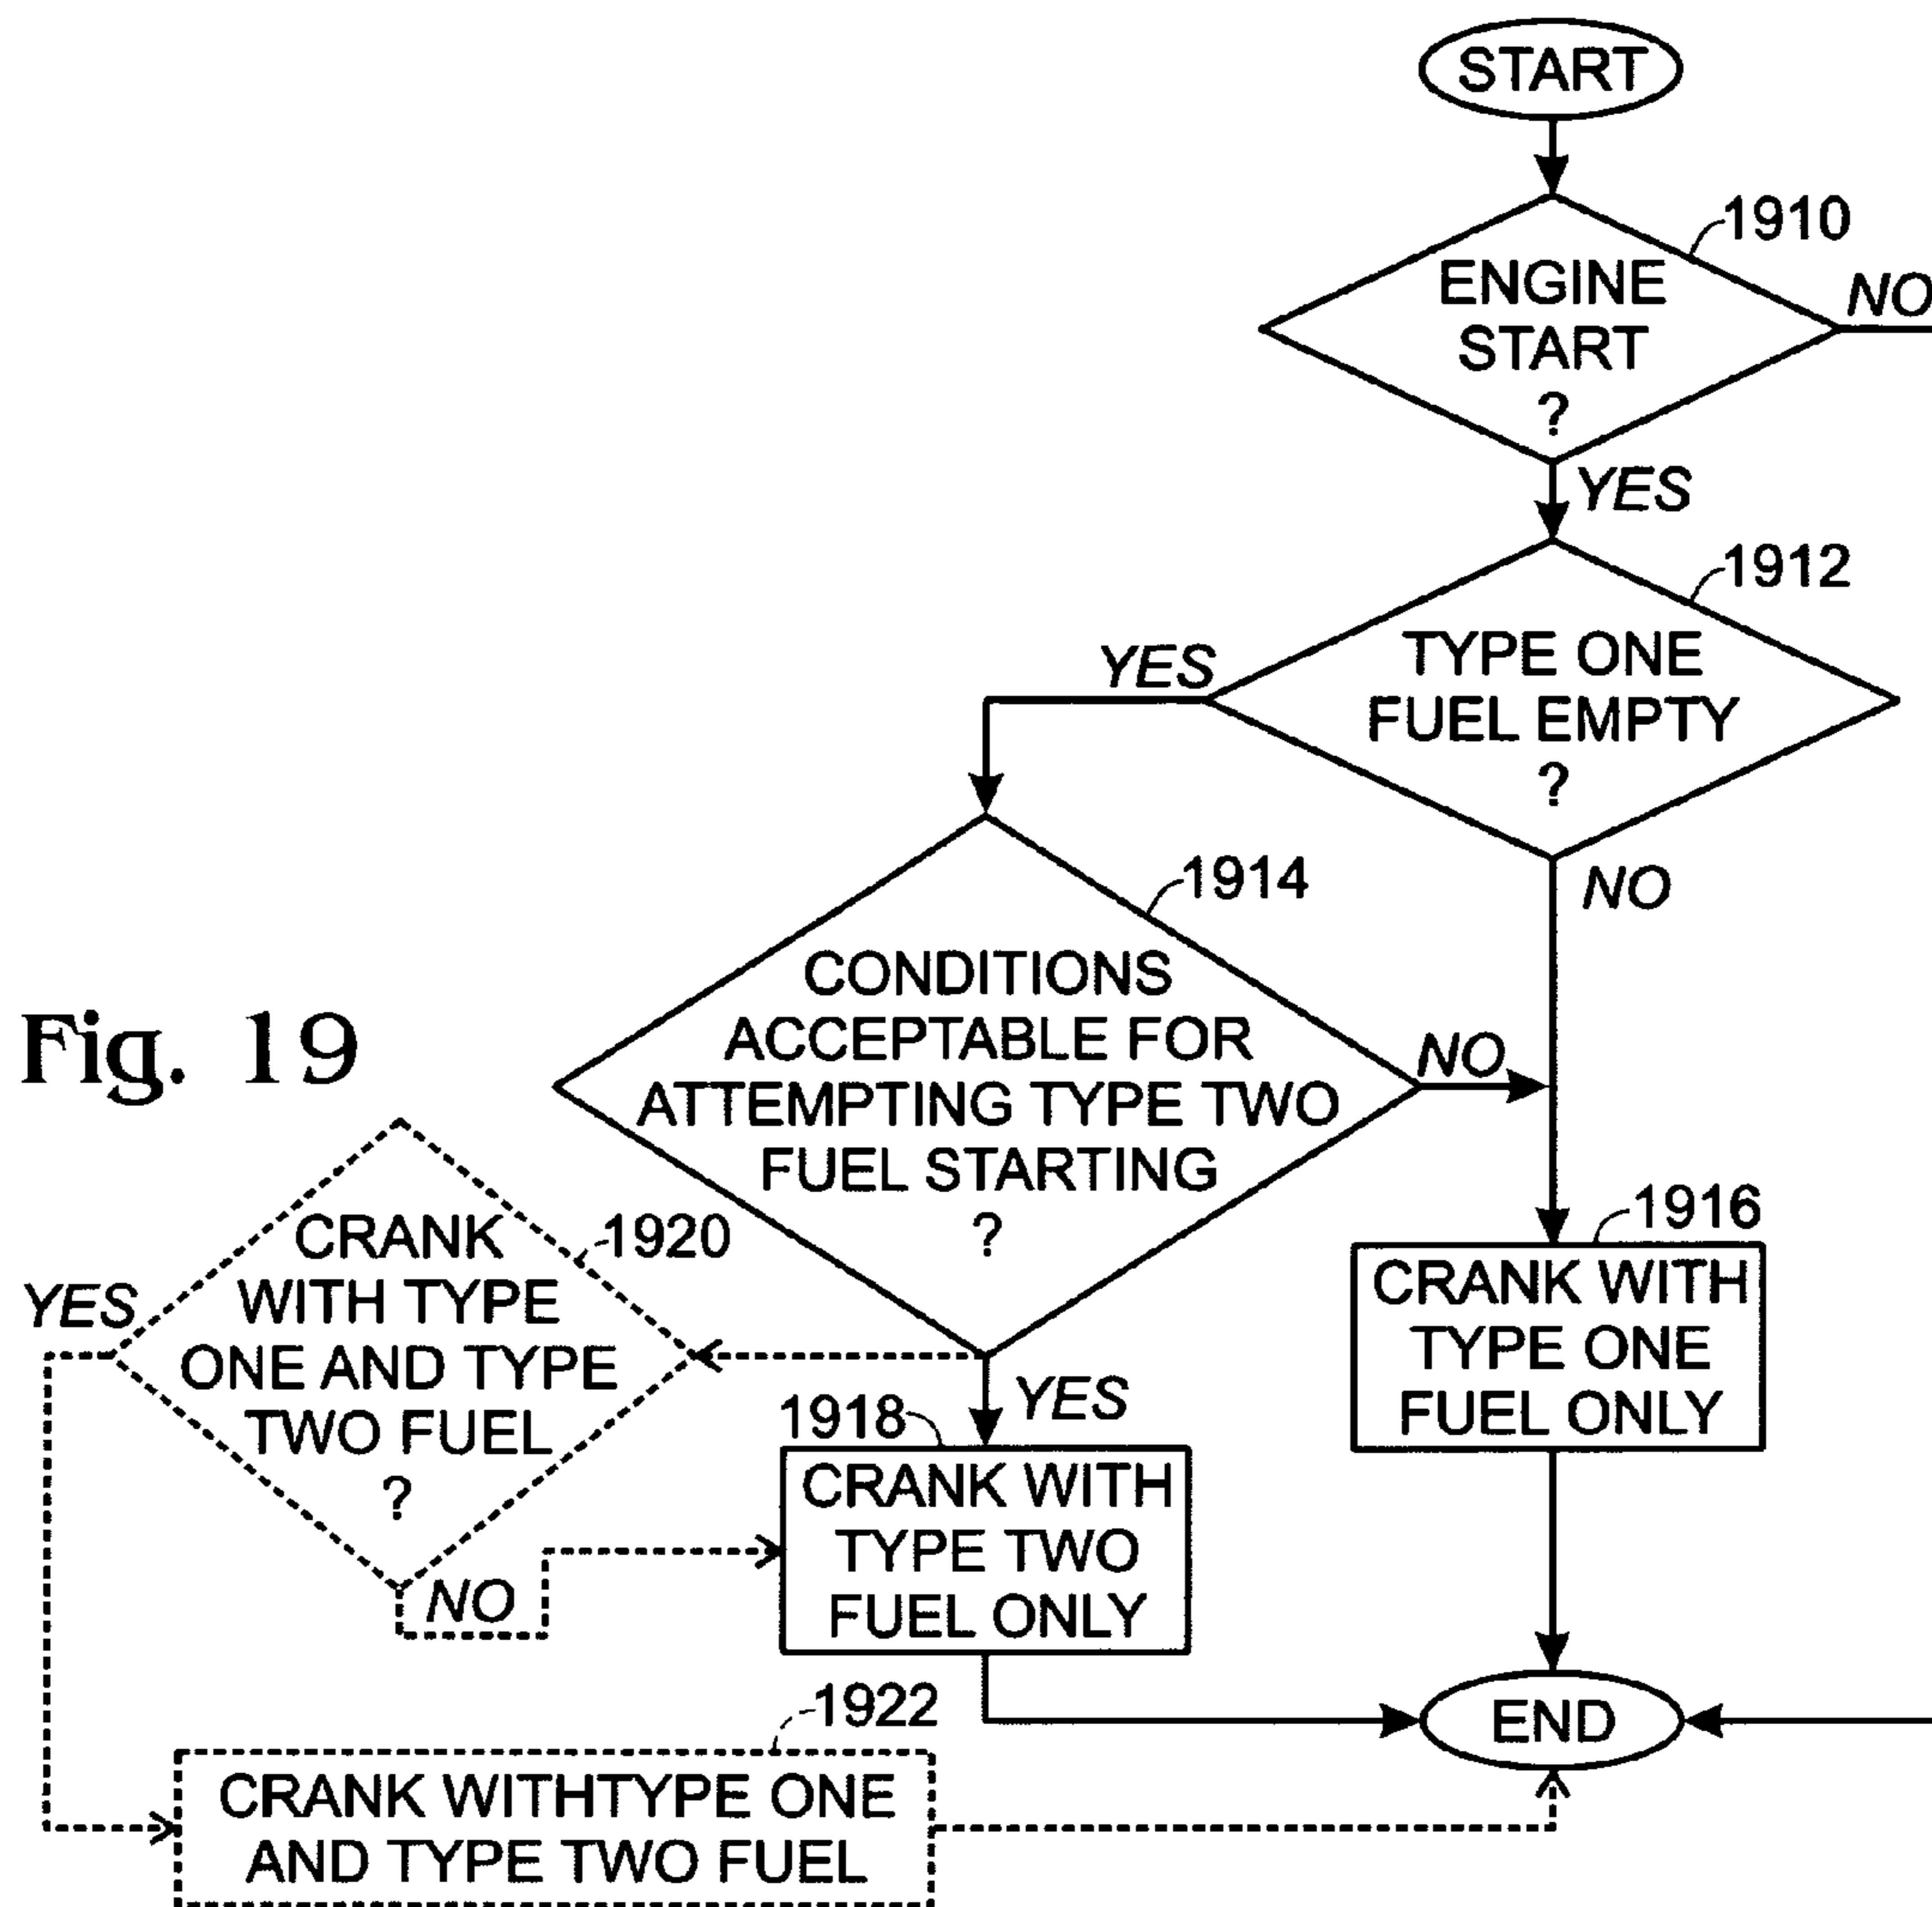 START
1910
ENGINE
START
?
NO
YES
1912
TYPE ONE
FUEL EMPTY
?
YES
NO
1914
CONDITIONS
ACCEPTABLE FOR
ATTEMPTING TYPE TWO
FUEL STARTING
?
NO
Fig. 19
1916
CRANK WITH
TYPE ONE
FUEL ONLY
1920
CRANK
WITH TYPE
ONE AND TYPE
TWO FUEL
?
YES
NO
YES
1918
CRANK WITH
TYPE TWO
FUEL ONLY
1922
CRANK WITHTYPE ONE
AND TYPE TWO FUEL
END